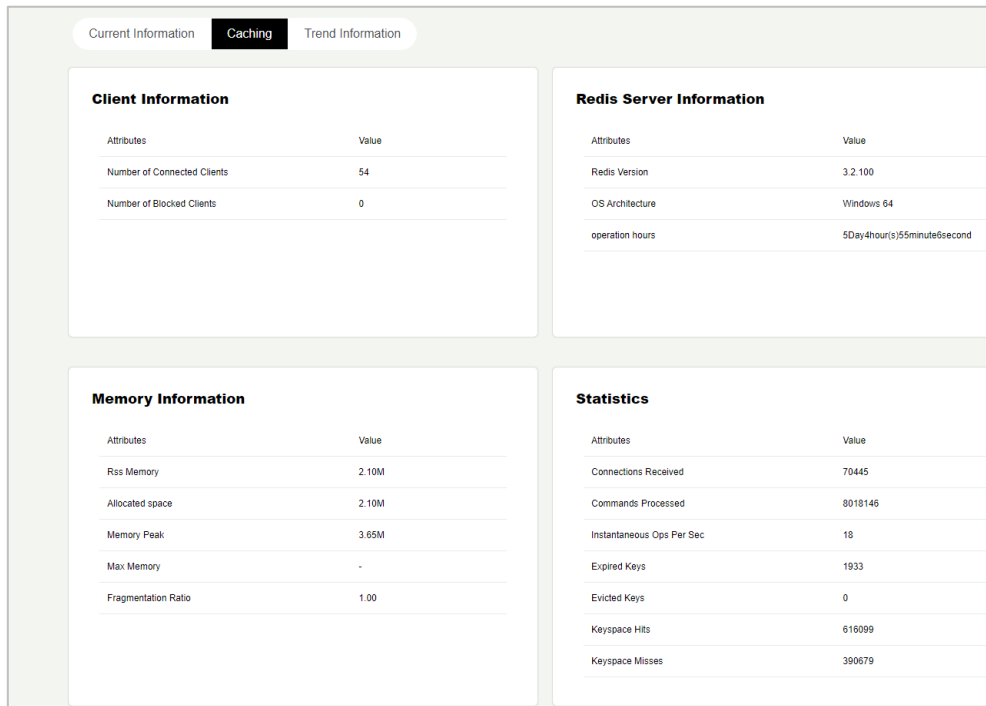 Current Information Caching Trend Information
Client Information
Attributes Value
Number of Connected Clients 54
Number of Blocked Clients 0
Redis Server Information
Attributes Value
Redis Version 3.2.100
OS Architecture Windows 64
operation hours 5Day4hour(s)55minute6second
Memory Information
Attributes Value
Rss Memory 2.10M
Allocated space 2.10M
Memory Peak 3.65M
Max Memory -
Fragmentation Ratio 1.00
Statistics
Attributes Value
Connections Received 70445
Commands Processed 8018146
Instantaneous Ops Per Sec 18
Expired Keys 1933
Evicted Keys 0
Keyspace Hits 616099
Keyspace Misses 390679